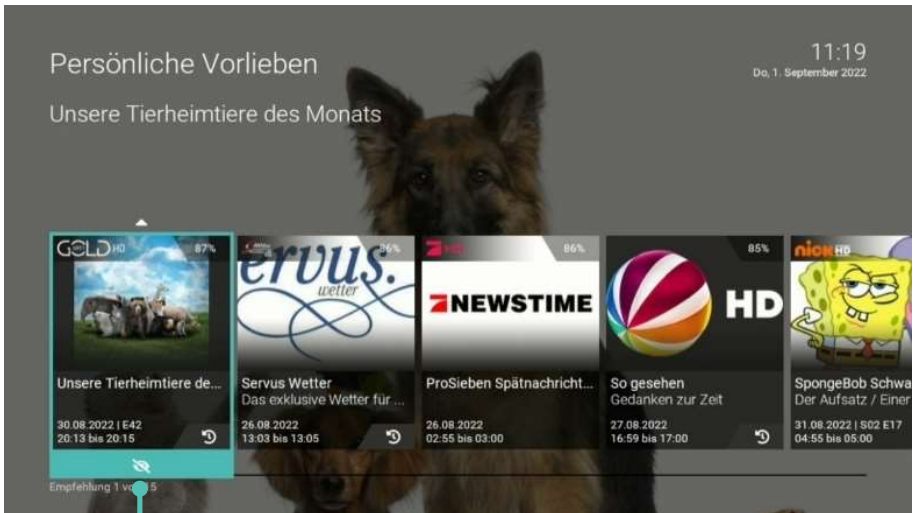 11:19
Persönliche Vorlieben
Do, 1. September 2022
Unsere Tierheimtiere des Monats
GOLD HD 87%
86%
HD 86%
85%
nick HD
ervus.
wetter
NEWSTIME
HD
Unsere Tierheimtiere de...
Servus Wetter
Das exklusive Wetter für ...
ProSieben Spätnachricht...
So gesehen
Gedanken zur Zeit
SpongeBob Schwa
Der Aufsatz / Einer
30.08.2022 | E42
20:13 bis 20:15
26.08.2022
13:03 bis 13:05
26.08.2022
02:55 bis 03:00
27.08.2022
16:59 bis 17:00
31.08.2022 | S02 E17
04:55 bis 05:00
Empfehlung 1 5